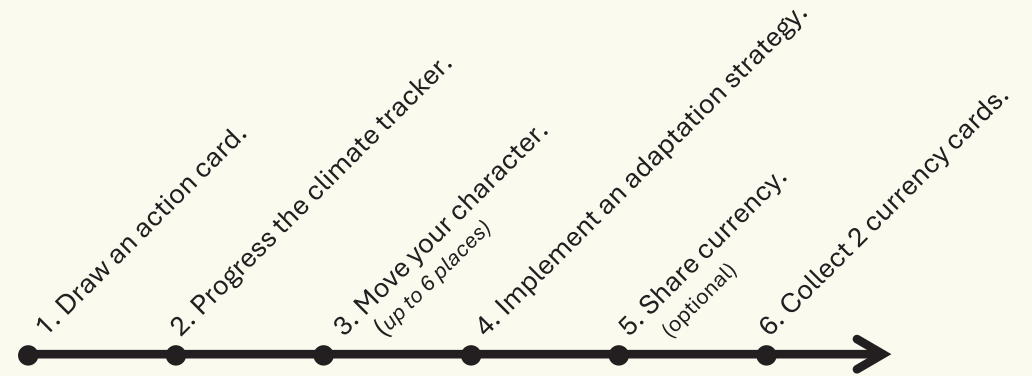 1. Draw an action card.
2. Progress the climate tracker.
3. Move your character.
(up to 6 places)
4. Implement an adaptation strategy.
5. Share currency.
(optional)
6. Collect 2 currency cards.